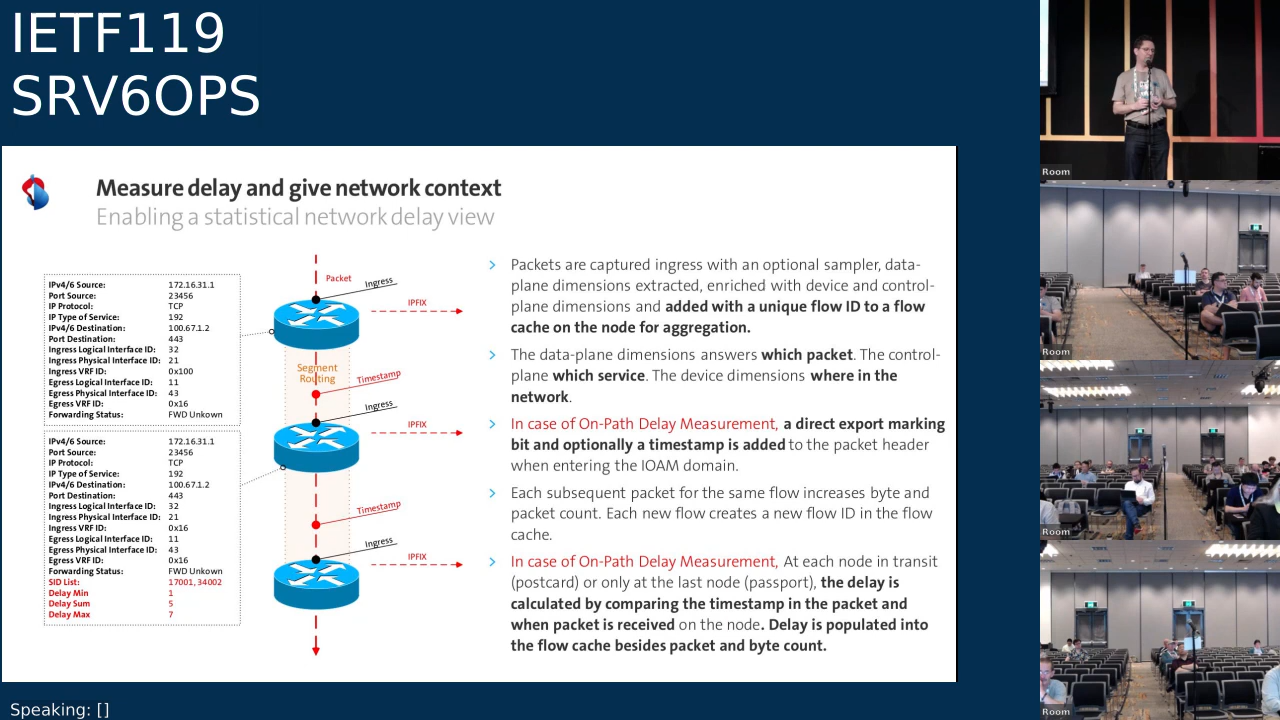 IETF119
SRV6OPS
Measure delay and give network context
Enabling a statistical network delay view
IPv4/6 Source: 172.16.31.1
Port Source: 23456
IP Protocol: TCP
IP Type of Service: 192
IPv4/6 Destination: 100.67.1.2
Port Destination: 443
Ingress Logical Interface ID: 32
Ingress Physical Interface ID: 21
Ingress VRF ID: 0x100
Egress Logical Interface ID: 11
Egress Physical Interface ID: 43
Egress VRF ID: 0x16
Forwarding Status: FWD Unkown
IPv4/6 Source: 172.16.31.1
Port Source: 23456
IP Protocol: TCP
IP Type of Service: 192
IPv4/6 Destination: 100.67.1.2
Port Destination: 443
Ingress Logical Interface ID: 32
Ingress Physical Interface ID: 21
Ingress VRF ID: 0x16
Egress Logical Interface ID: 11
Egress Physical Interface ID: 43
Egress VRF ID: 0x16
Forwarding Status: FWD Unkown
SID List: 17001, 34002
Delay Min 1
Delay Sum 5
Delay Max 7
Packet
Ingress
IPFIX
Segment
Routing
Timestamp
Ingress
IPFIX
Timestamp
Ingress
IPFIX
> Packets are captured ingress with an optional sampler, data-
plane dimensions extracted, enriched with device and control-
plane dimensions and added with a unique flow ID to a flow
cache on the node for aggregation.
> The data-plane dimensions answers which packet. The control-
plane which service. The device dimensions where in the
network.
> In case of On-Path Delay Measurement, a direct export marking
bit and optionally a timestamp is added to the packet header
when entering the IOAM domain.
> Each subsequent packet for the same flow increases byte and
packet count. Each new flow creates a new flow ID in the flow
cache.
> In case of On-Path Delay Measurement, At each node in transit
(postcard) or only at the last node (passport), the delay is
calculated by comparing the timestamp in the packet and
when packet is received on the node. Delay is populated into
the flow cache besides packet and byte count.
Room
Room
Room
Room
Speaking: []